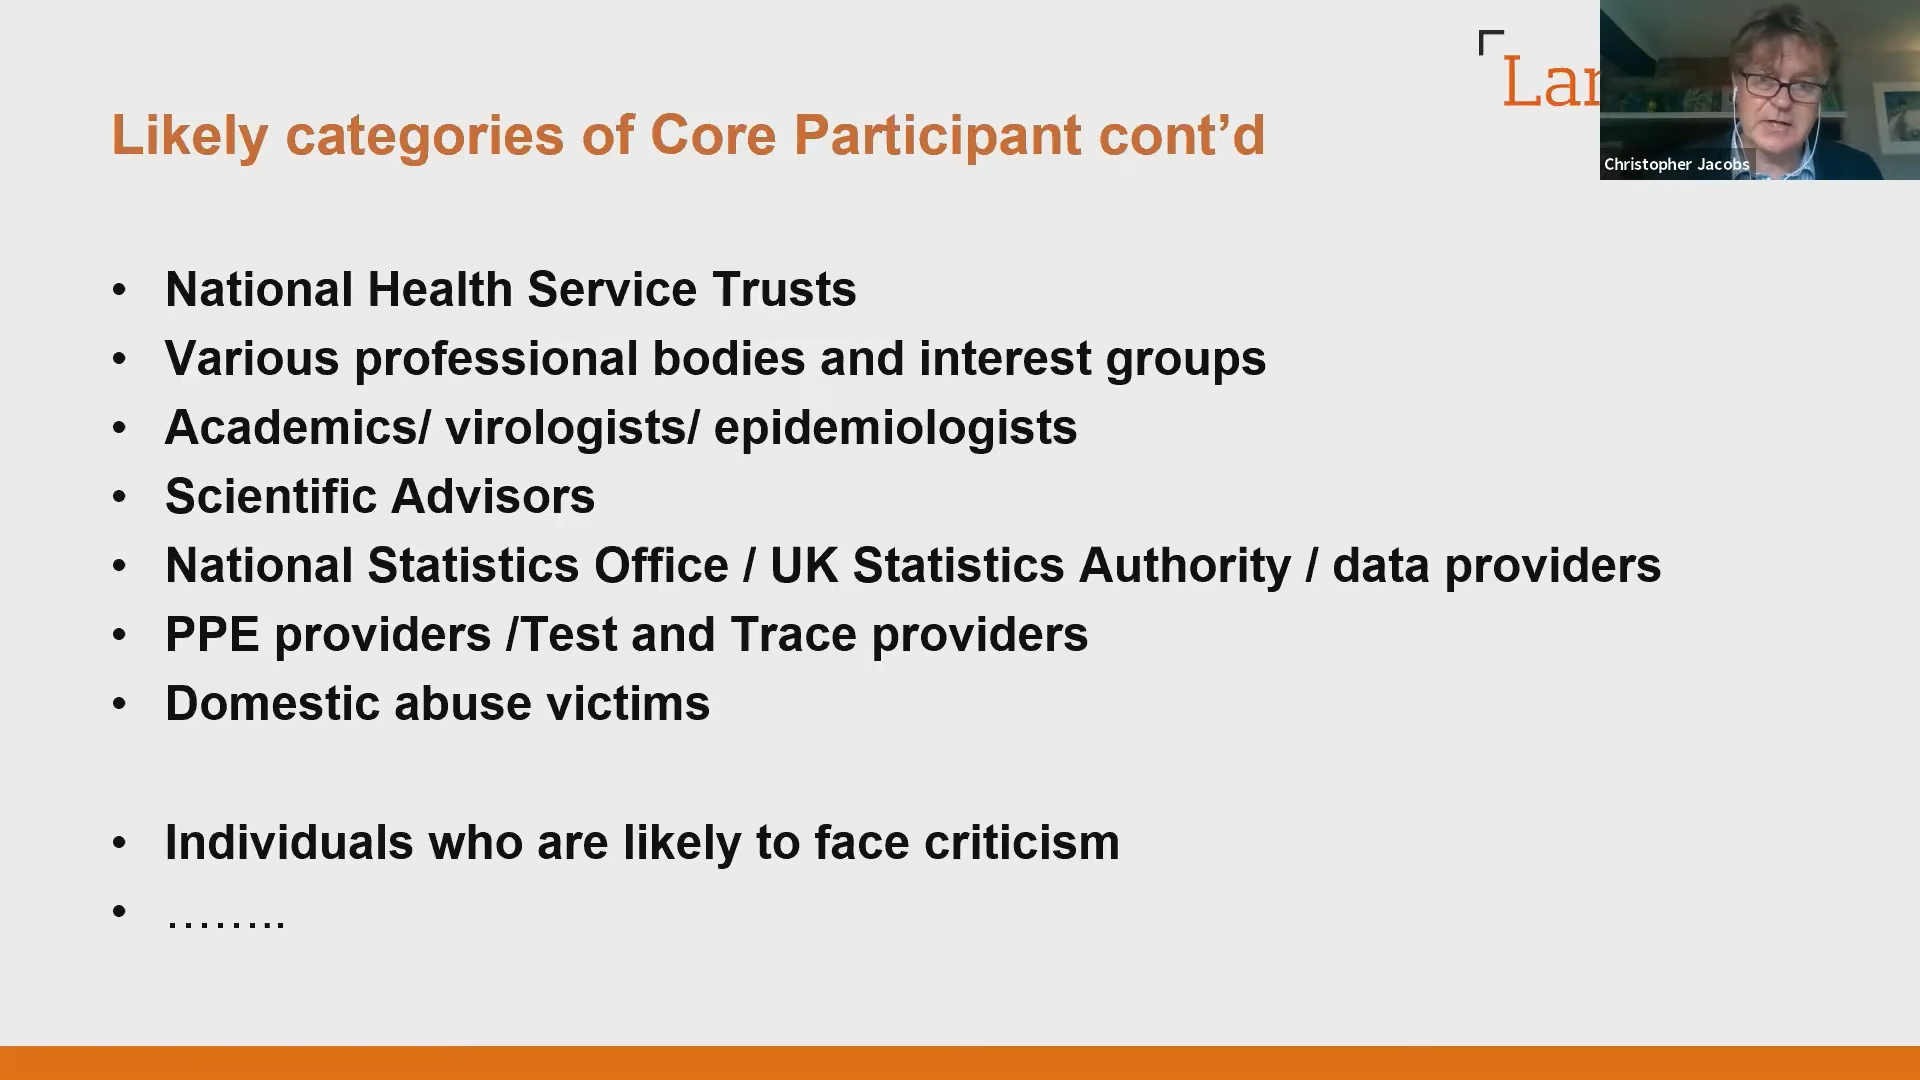 Likely categories of Core Participant cont’d
Lar
Christopher Jacobs
• National Health Service Trusts
• Various professional bodies and interest groups
• Academics/ virologists/ epidemiologists
• Scientific Advisors
• National Statistics Office / UK Statistics Authority / data providers
• PPE providers /Test and Trace providers
• Domestic abuse victims
• Individuals who are likely to face criticism
• ……..